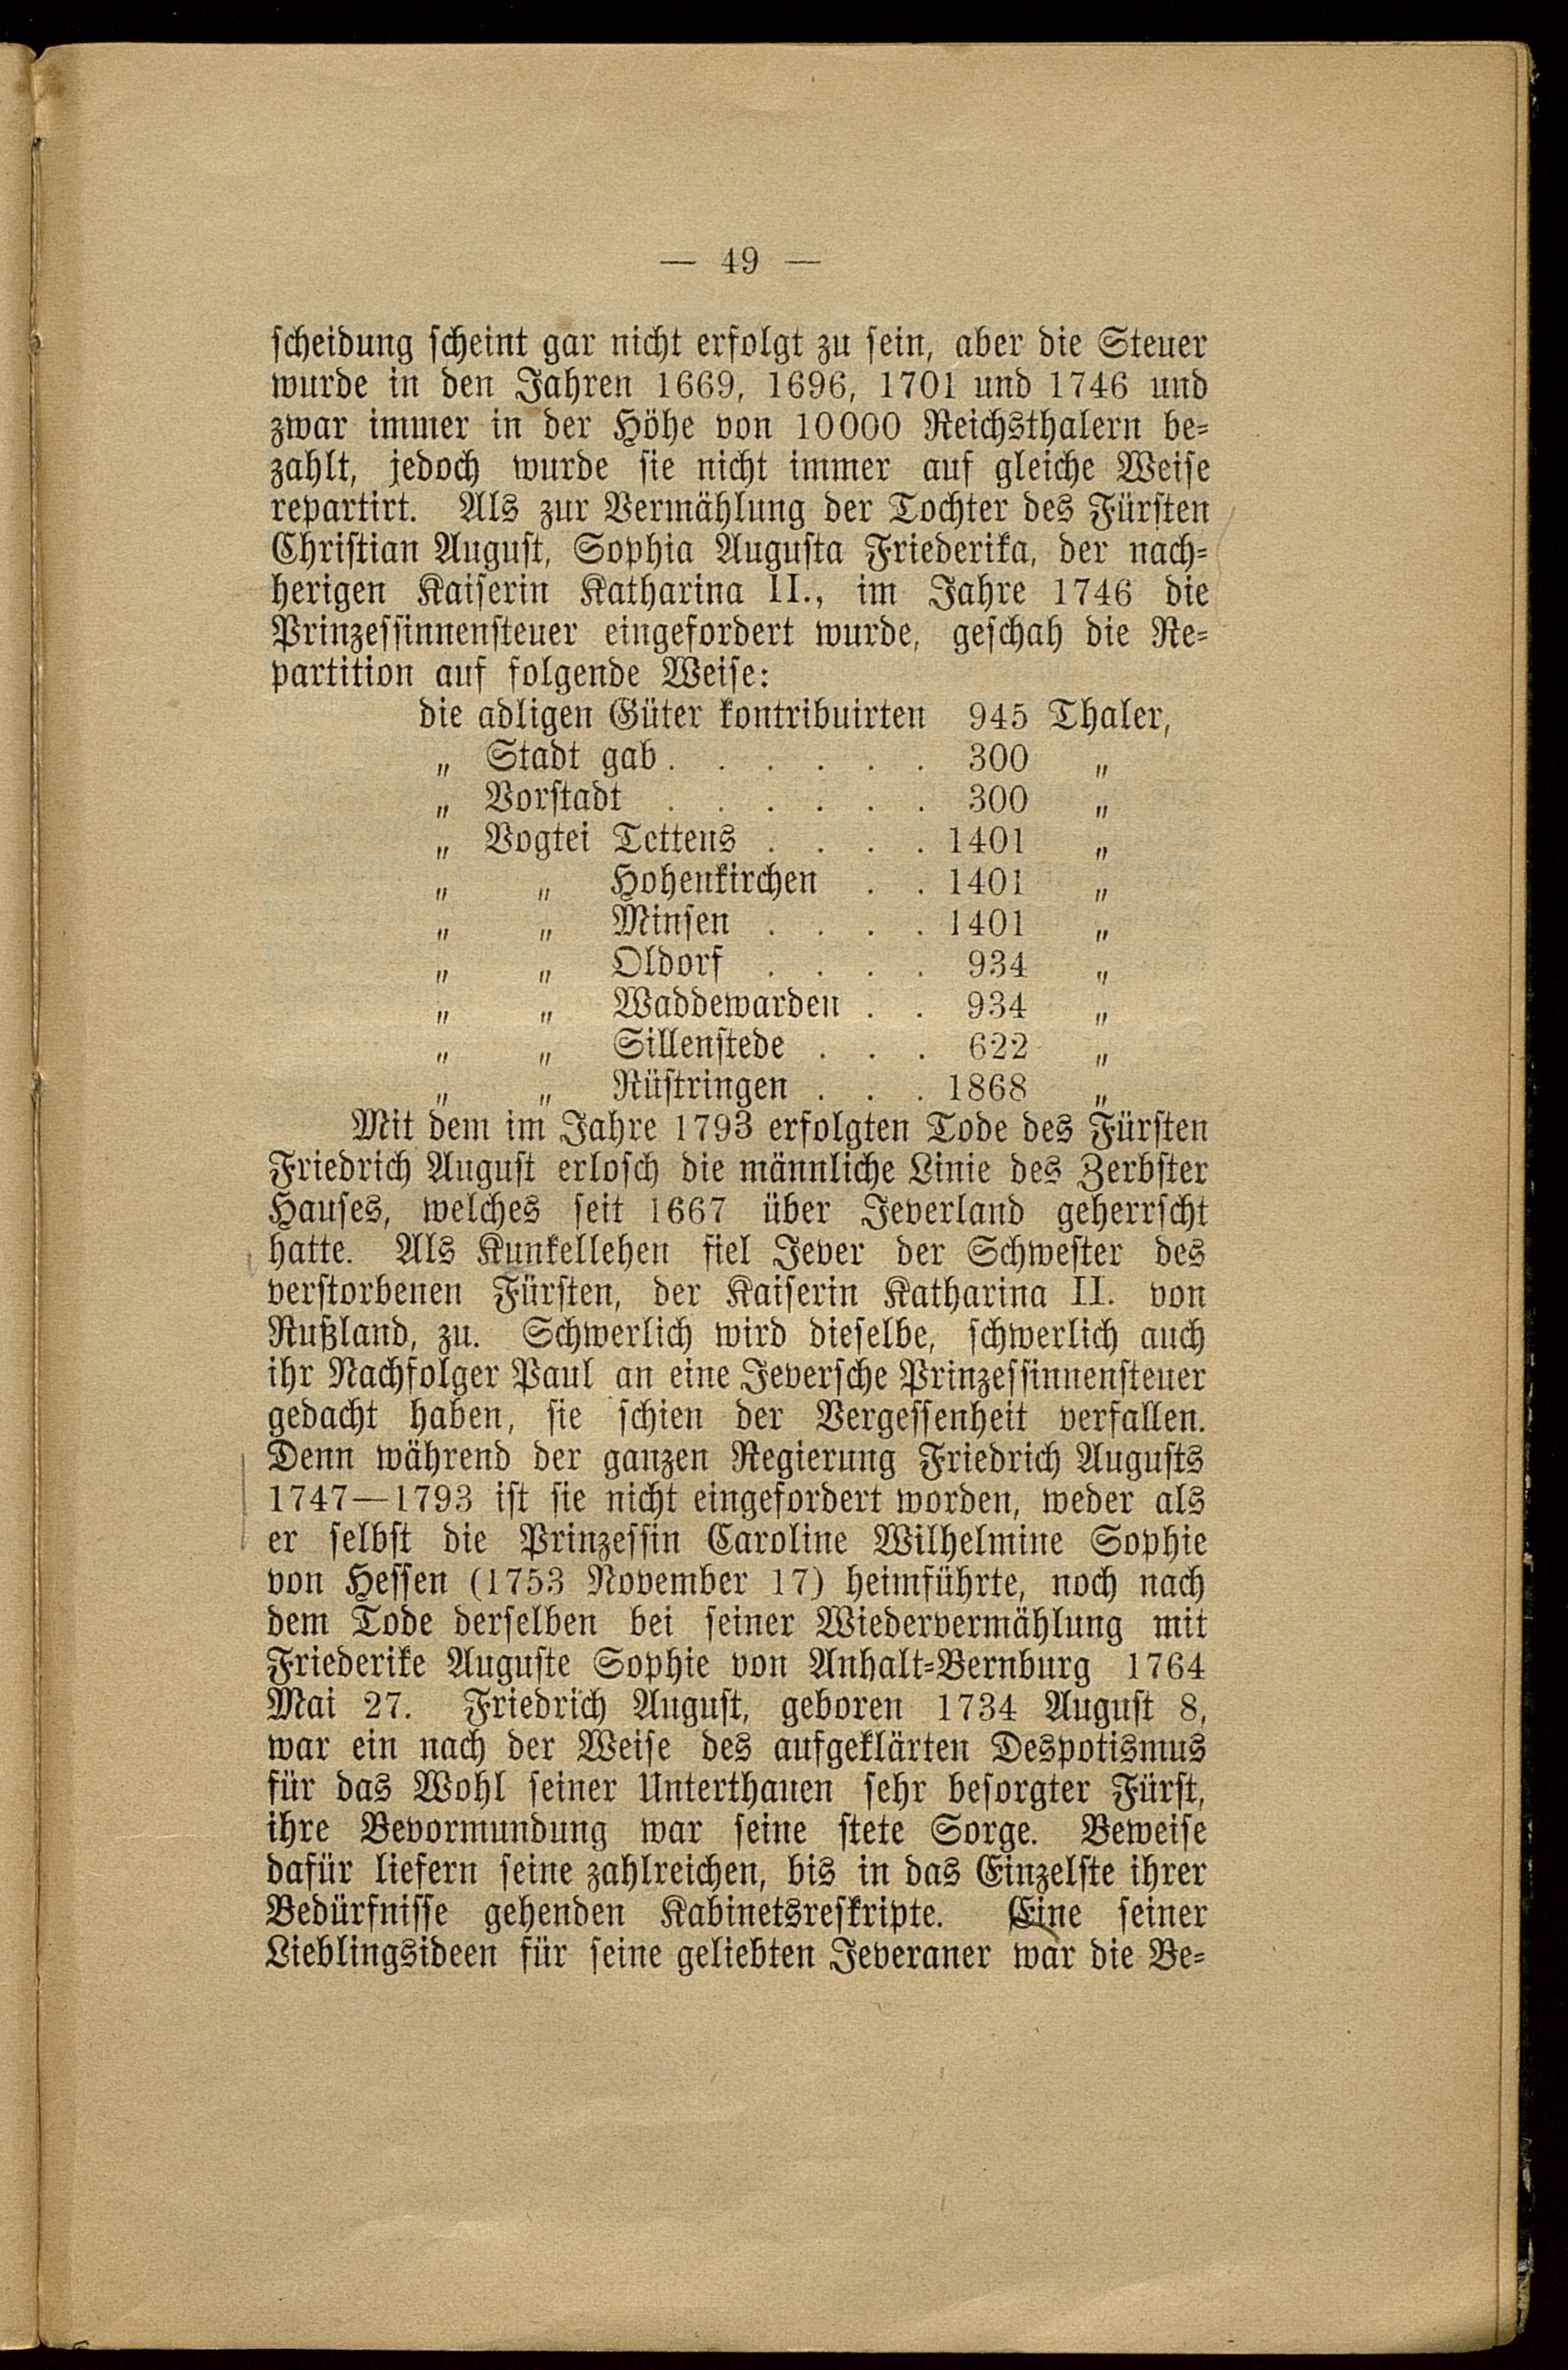 — 49 —
scheidung scheint gar nicht erfolgt zu sein, aber die Steuer
wurde in den Jahren 1669, 1696, 1701 und 1746 und
zwar immer in der Höhe von 10000 Reichsthalern be-
zahlt, jedoch wurde sie nicht immer auf gleiche Weise
repartirt. Als zur Vermählung der Tochter des Fürsten
Christian August, Sophia Augusta Friederika, der nach-
herigen Kaiserin Katharina II., im Jahre 1746 die
Prinzessinnensteuer eingefordert wurde, geschah die Re-
partition auf folgende Weise:
die adligen Güter kontribuirten 945 Thaler,
„ Stadt gab . . . . . . 300 „
„ Vorstadt . . . . . . 300 „
„ Vogtei Tettens . . . . 1401 „
„ „ Hohenkirchen . . 1401 „
„ „ Minsen . . . . 1401 „
„ „ Oldorf . . . . 934 „
„ „ Waddewarden . . 934 „
„ „ Sillenstede . . . 622 „
„ „ Rüstringen . . . 1868 „
Mit dem im Jahre 1793 erfolgten Tode des Fürsten
Friedrich August erlosch die männliche Linie des Zerbster
Hauses, welches seit 1667 über Jeverland geherrscht
hatte. Als Kunkellehen fiel Jever der Schwester des
verstorbenen Fürsten, der Kaiserin Katharina II. von
Rußland, zu. Schwerlich wird dieselbe, schwerlich auch
ihr Nachfolger Paul an eine Jeversche Prinzessinnensteuer
gedacht haben, sie schien der Vergessenheit verfallen.
Denn während der ganzen Regierung Friedrich Augusts
1747—1793 ist sie nicht eingefordert worden, weder als
er selbst die Prinzessin Caroline Wilhelmine Sophie
von Hessen (1753 November 17) heimführte, noch nach
dem Tode derselben bei seiner Wiedervermählung mit
Friederike Auguste Sophie von Anhalt-Bernburg 1764
Mai 27. Friedrich August, geboren 1734 August 8,
war ein nach der Weise des aufgeklärten Despotismus
für das Wohl seiner Unterthanen sehr besorgter Fürst,
ihre Bevormundung war seine stete Sorge. Beweise
dafür liefern seine zahlreichen, bis in das Einzelste ihrer
Bedürfnisse gehenden Kabinetsreskripte. Eine seiner
Lieblingsideen für seine geliebten Jeveraner war die Be-